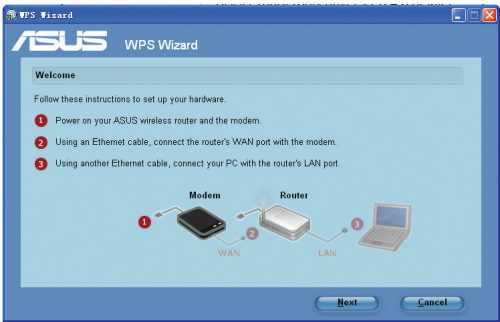 WPS Wizard
ASUS WPS Wizard
Welcome
Follow these instructions to set up your hardware.
1 Power on your ASUS wireless router and the modem.
2 Using an Ethernet cable, connect the router's WAN port with the modem.
3 Using another Ethernet cable, connect your PC with the router's LAN port.
Modem Router
1 2 3
WAN LAN
Next Cancel